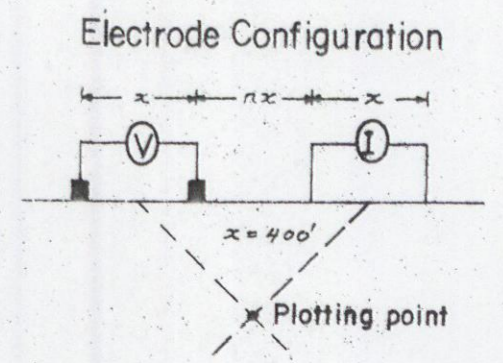 Electrode Configuration
x nx x
V I
x = 400'
Plotting point